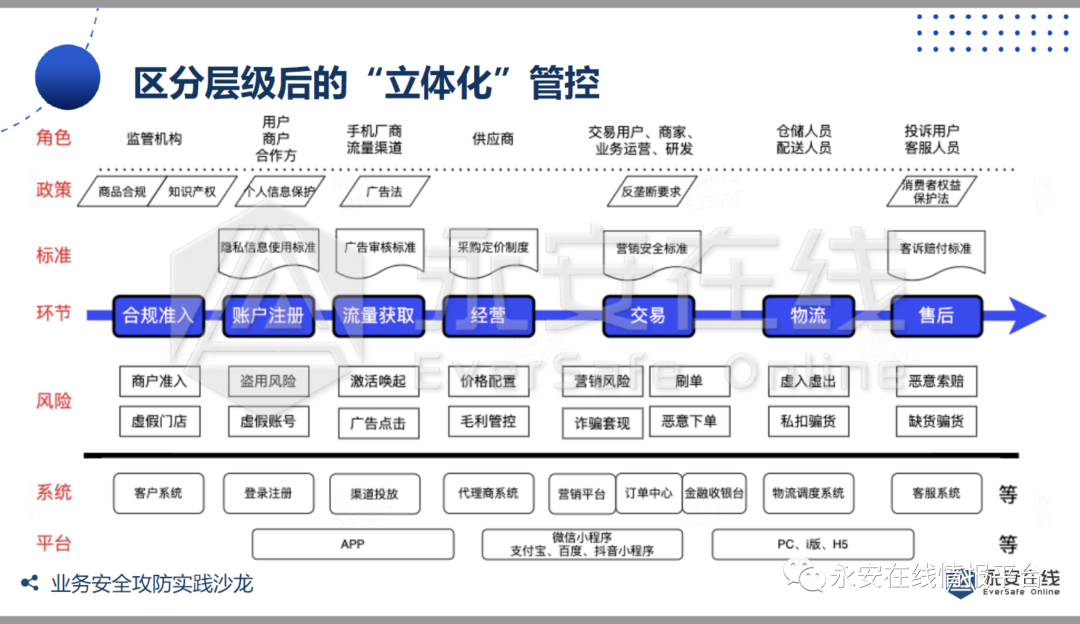 区分层级后的“立体化”管控
角色
监管机构
用户
商户
合作方
手机厂商
流量渠道
供应商
交易用户、商家、
业务运营、研发
仓储人员
配送人员
投诉用户
客服人员
政策
商品合规
知识产权
个人信息保护
广告法
反垄断要求
消费者权益
保护法
标准
隐私信息使用标准
广告审核标准
采购定价制度
营销安全标准
客诉赔付标准
环节
合规准入
账户注册
流量获取
经营
交易
物流
售后
永安在线
EverSafe Online
风险
商户准入
盗用风险
激活唤起
价格配置
营销风险
刷单
虚入虚出
恶意索赔
虚假门店
虚假账号
广告点击
毛利管控
诈骗套现
恶意下单
私扣骗货
缺货骗货
系统
客户系统
登录注册
渠道投放
代理商系统
营销平台
订单中心
金融收银台
物流调度系统
客服系统
等
平台
APP
微信小程序
支付宝、百度、抖音小程序
PC、i版、H5
等
业务安全攻防实践沙龙
永安在线情报平台
永安在线
EverSafe Online